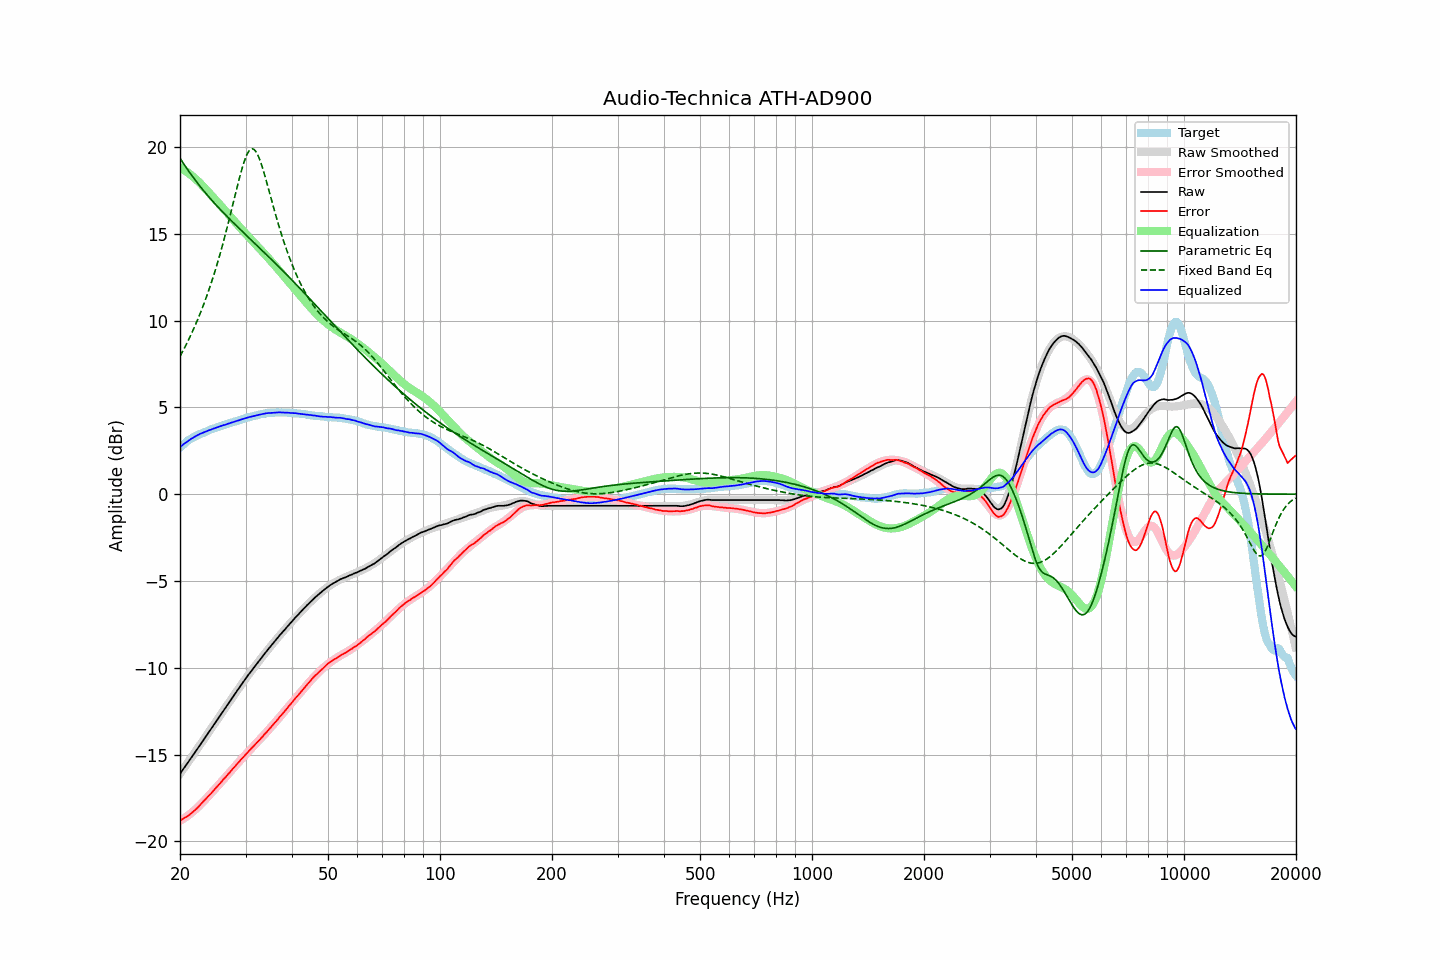 Audio-Technica ATH-AD900
Amplitude (dBr)
20
15
10
5
0
−5
−10
−15
−20
Target
Raw Smoothed
Error Smoothed
Raw
Error
Equalization
Parametric Eq
Fixed Band Eq
Equalized
20 50 100 200 500 1000 2000 5000 10000 20000
Frequency (Hz)